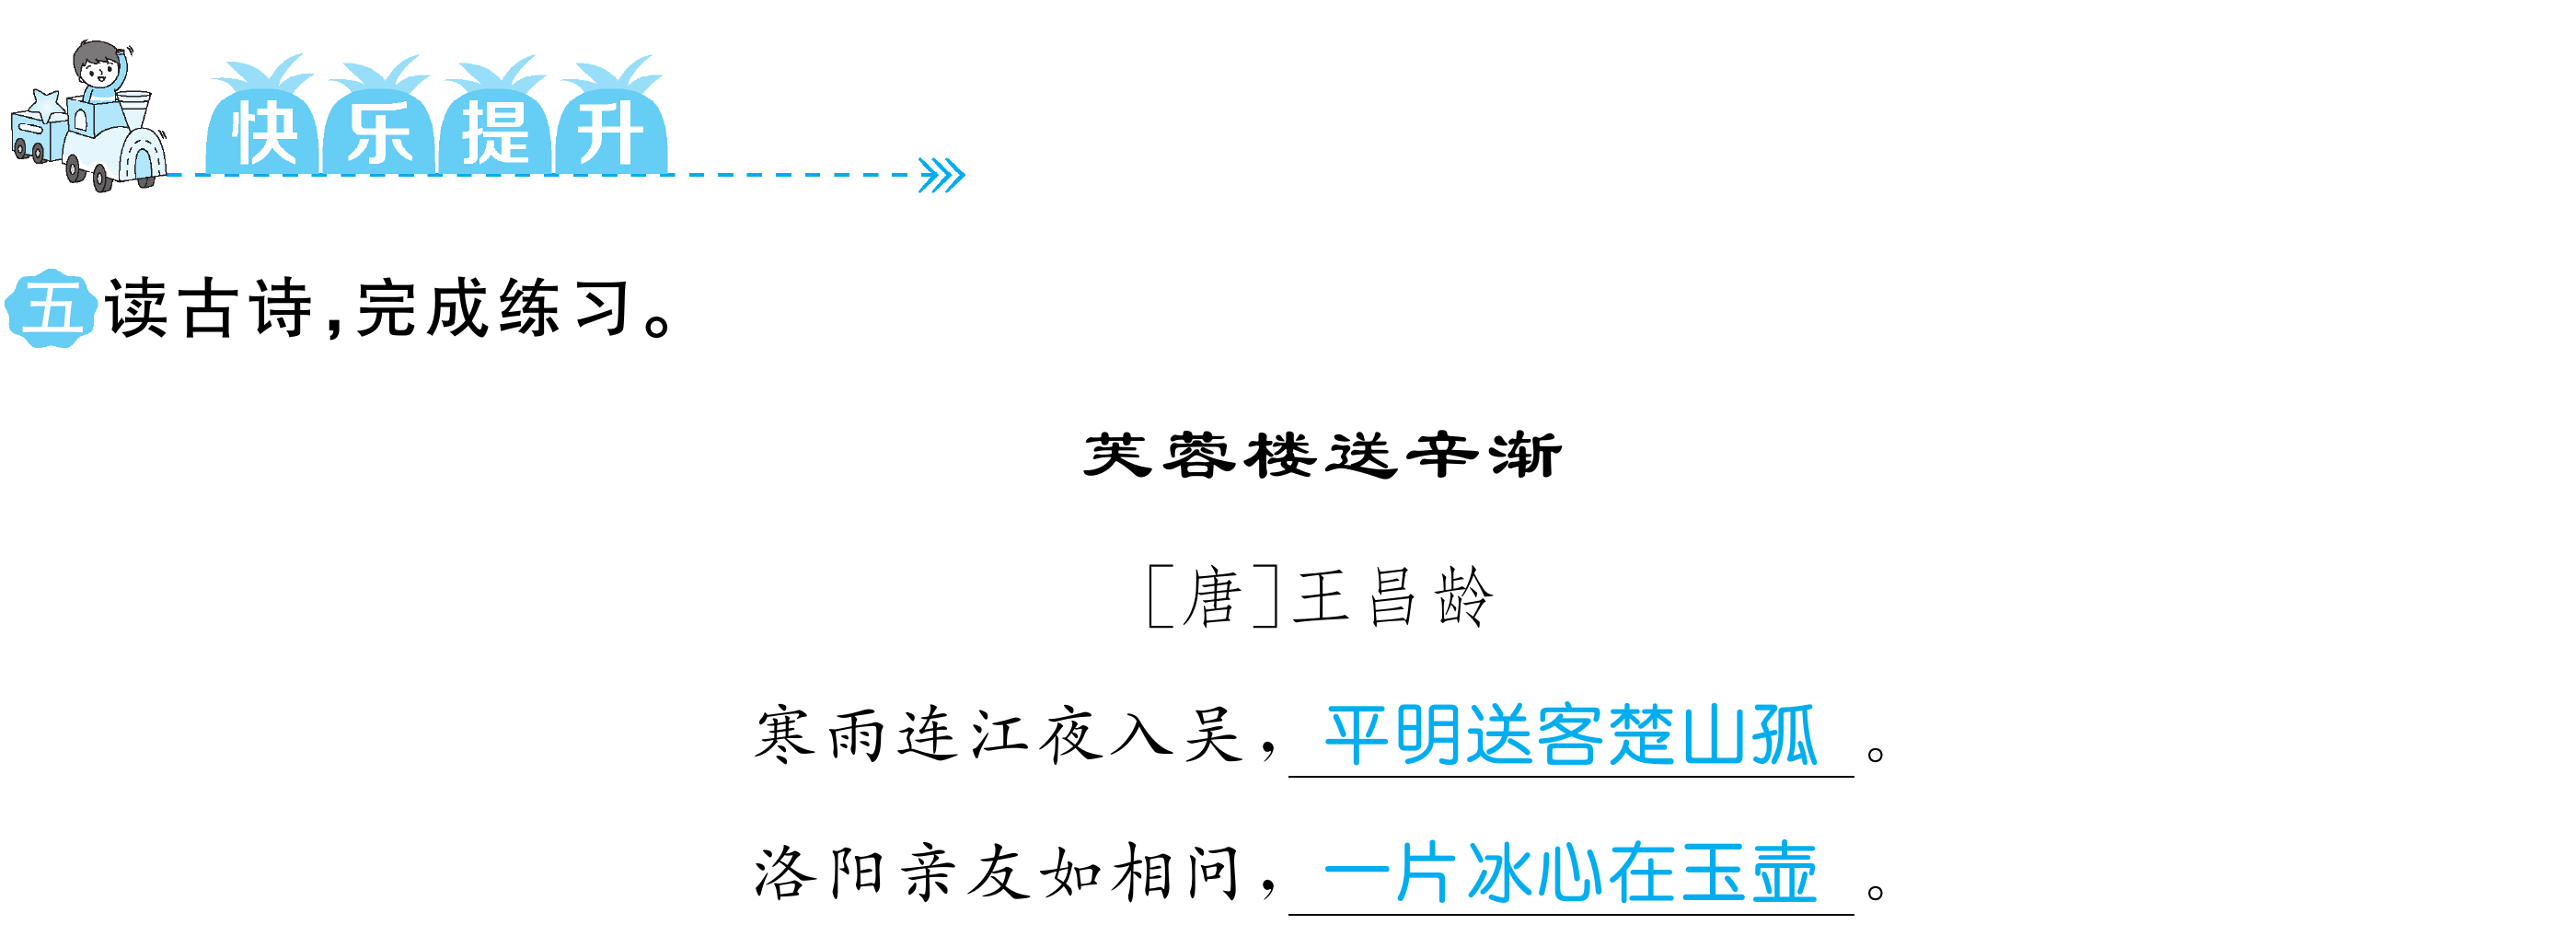 快乐提升
五 读古诗,完成练习。
芙蓉楼送辛渐
[唐]王昌龄
寒雨连江夜入吴，平明送客楚山孤。
洛阳亲友如相问，一片冰心在玉壶。